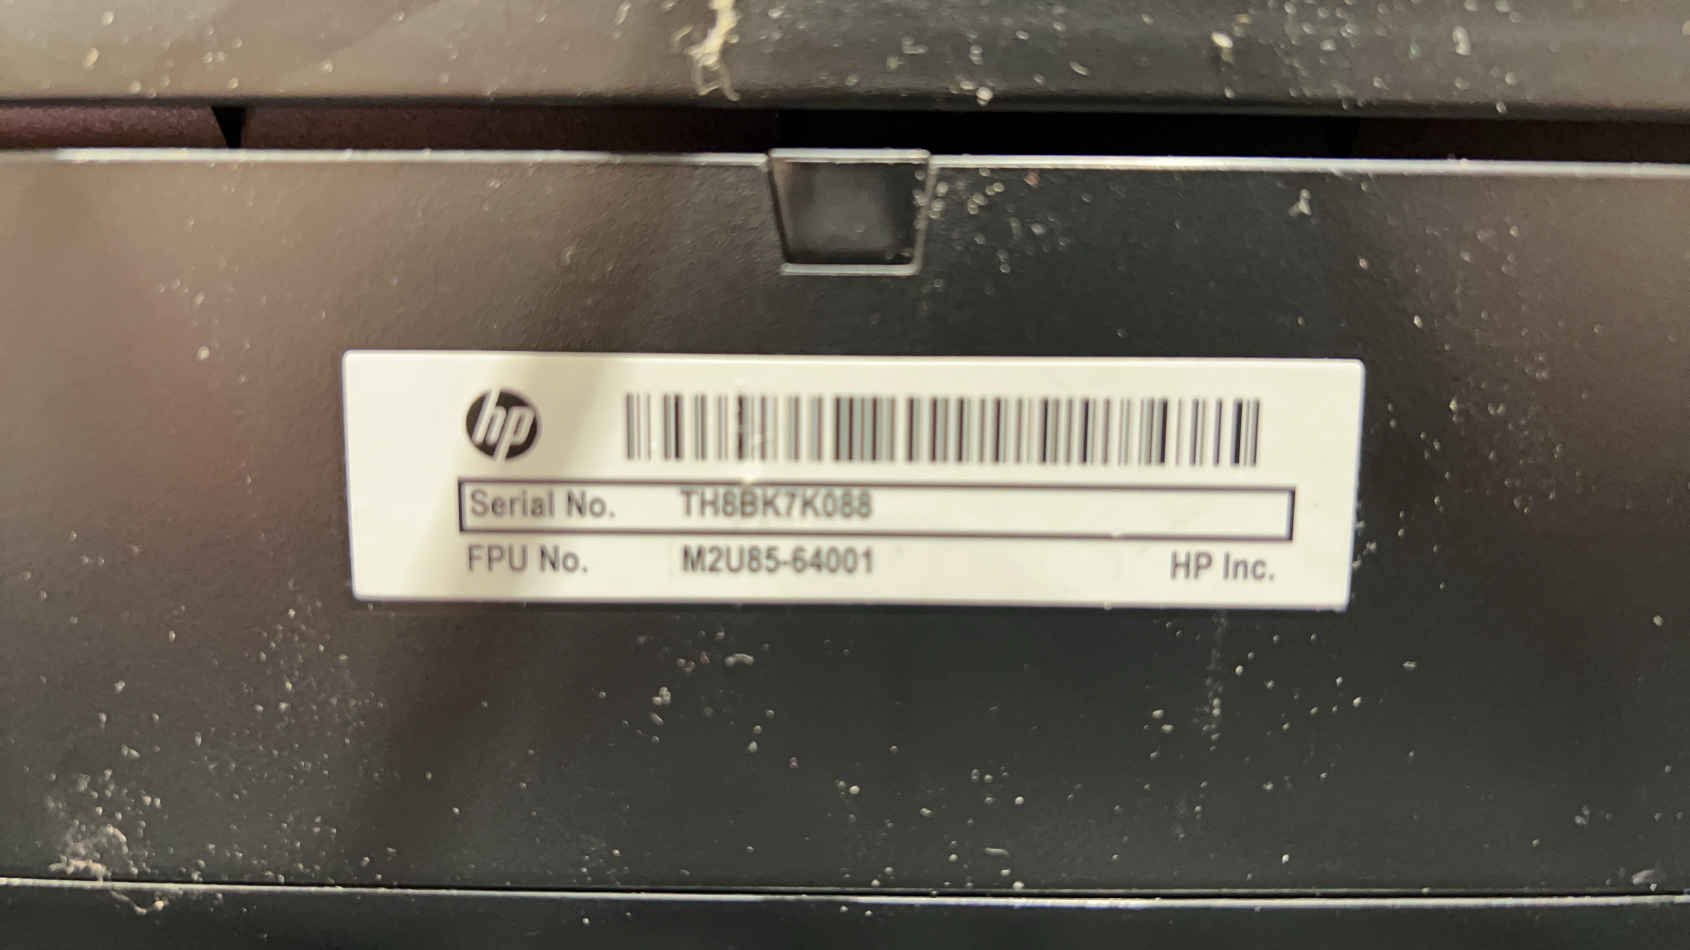 hp
Serial No. TH8BK7K088
FPU No. M2U85-64001 HP Inc.